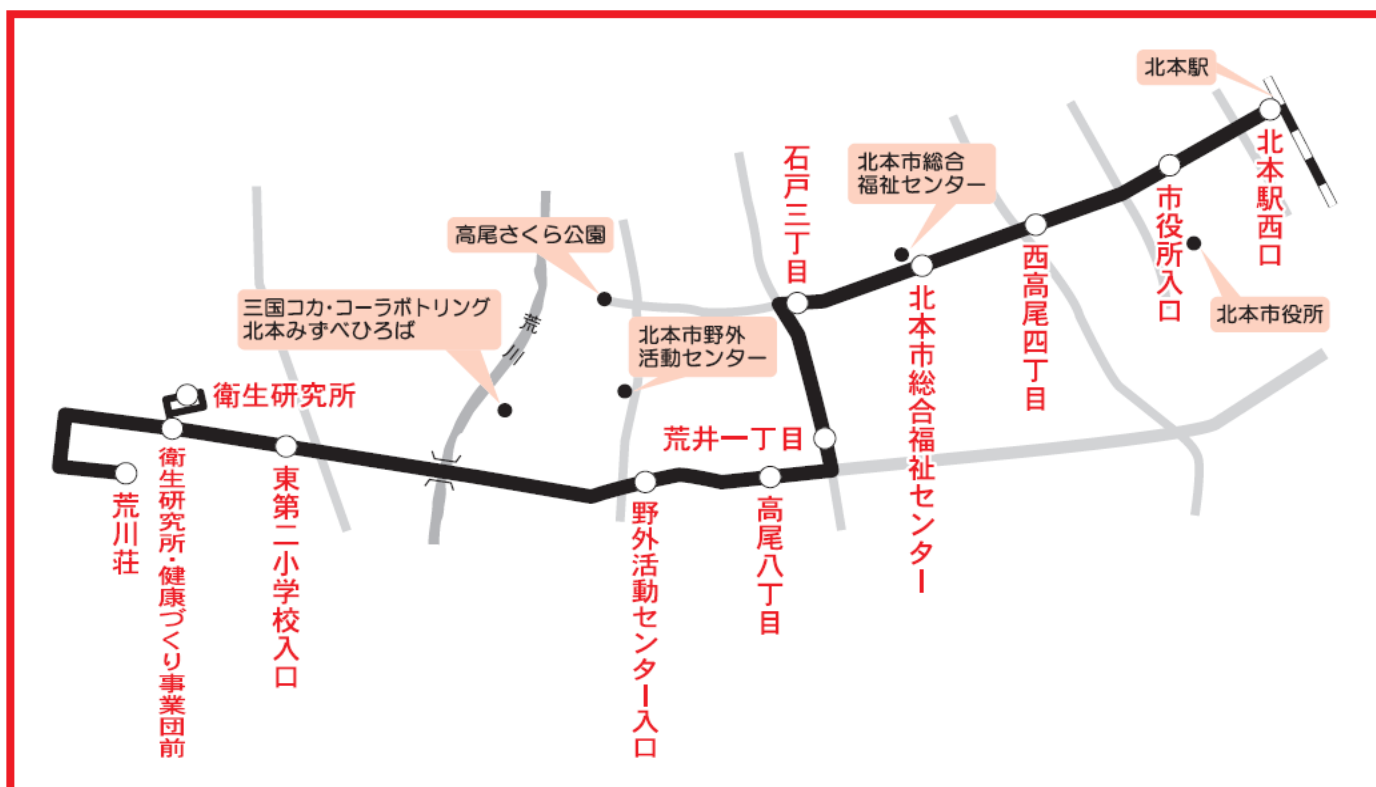 北本駅
北本駅西口
市役所入口
北本市役所
西高尾四丁目
北本市総合
福祉センター
北本市総合福祉センター
石戸三丁目
荒井一丁目
高尾八丁目
高尾さくら公園
北本市野外
活動センター
野外活動センター入口
荒川
三国コカ・コーラボトリング
北本みずべひろば
東第二小学校入口
衛生研究所
衛生研究所・健康づくり事業団前
荒川荘